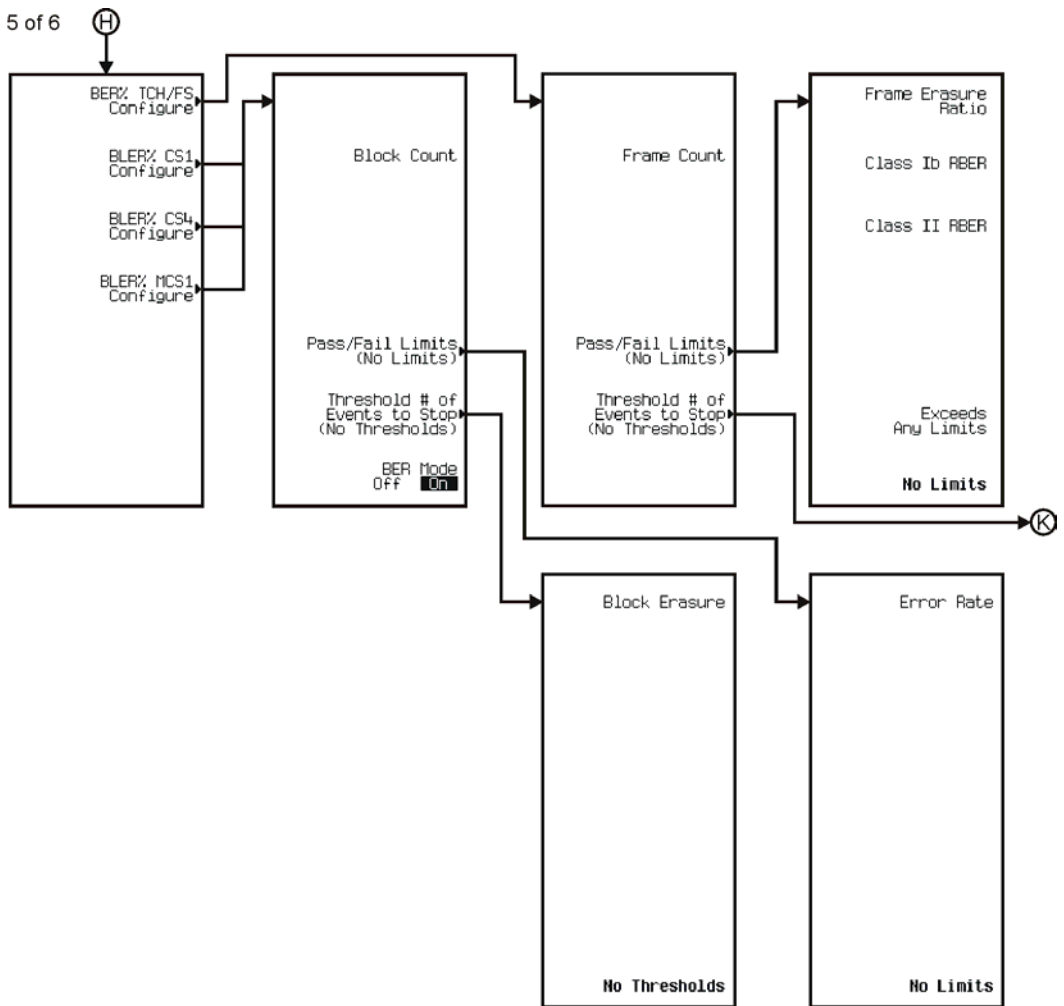 5 of 6
H
BER% TCH/FS
Configure
BLER% CS1
Configure
BLER% CS4
Configure
BLER% MCS1
Configure
Block Count
Pass/Fail Limits
(No Limits)
Threshold # of
Events to Stop
(No Thresholds)
BER Mode
Off On
Frame Count
Pass/Fail Limits
(No Limits)
Threshold # of
Events to Stop
(No Thresholds)
Frame Erasure
Ratio
Class Ib RBER
Class II RBER
Exceeds
Any Limits
No Limits
K
Block Erasure
No Thresholds
Error Rate
No Limits